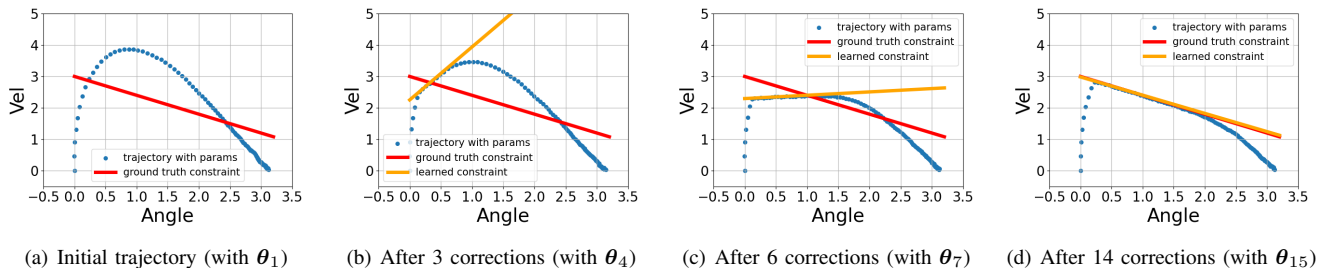 5
4
3
2
1
0
Vel
−0.5 0.0 0.5 1.0 1.5 2.0 2.5 3.0 3.5
Angle
trajectory with params
ground truth constraint
(a) Initial trajectory (with θ1)
5
4
3
2
1
0
Vel
−0.5 0.0 0.5 1.0 1.5 2.0 2.5 3.0 3.5
Angle
trajectory with params
ground truth constraint
learned constraint
(b) After 3 corrections (with θ4)
5
4
3
2
1
0
Vel
−0.5 0.0 0.5 1.0 1.5 2.0 2.5 3.0 3.5
Angle
trajectory with params
ground truth constraint
learned constraint
(c) After 6 corrections (with θ7)
5
4
3
2
1
0
Vel
−0.5 0.0 0.5 1.0 1.5 2.0 2.5 3.0 3.5
Angle
trajectory with params
ground truth constraint
learned constraint
(d) After 14 corrections (with θ15)